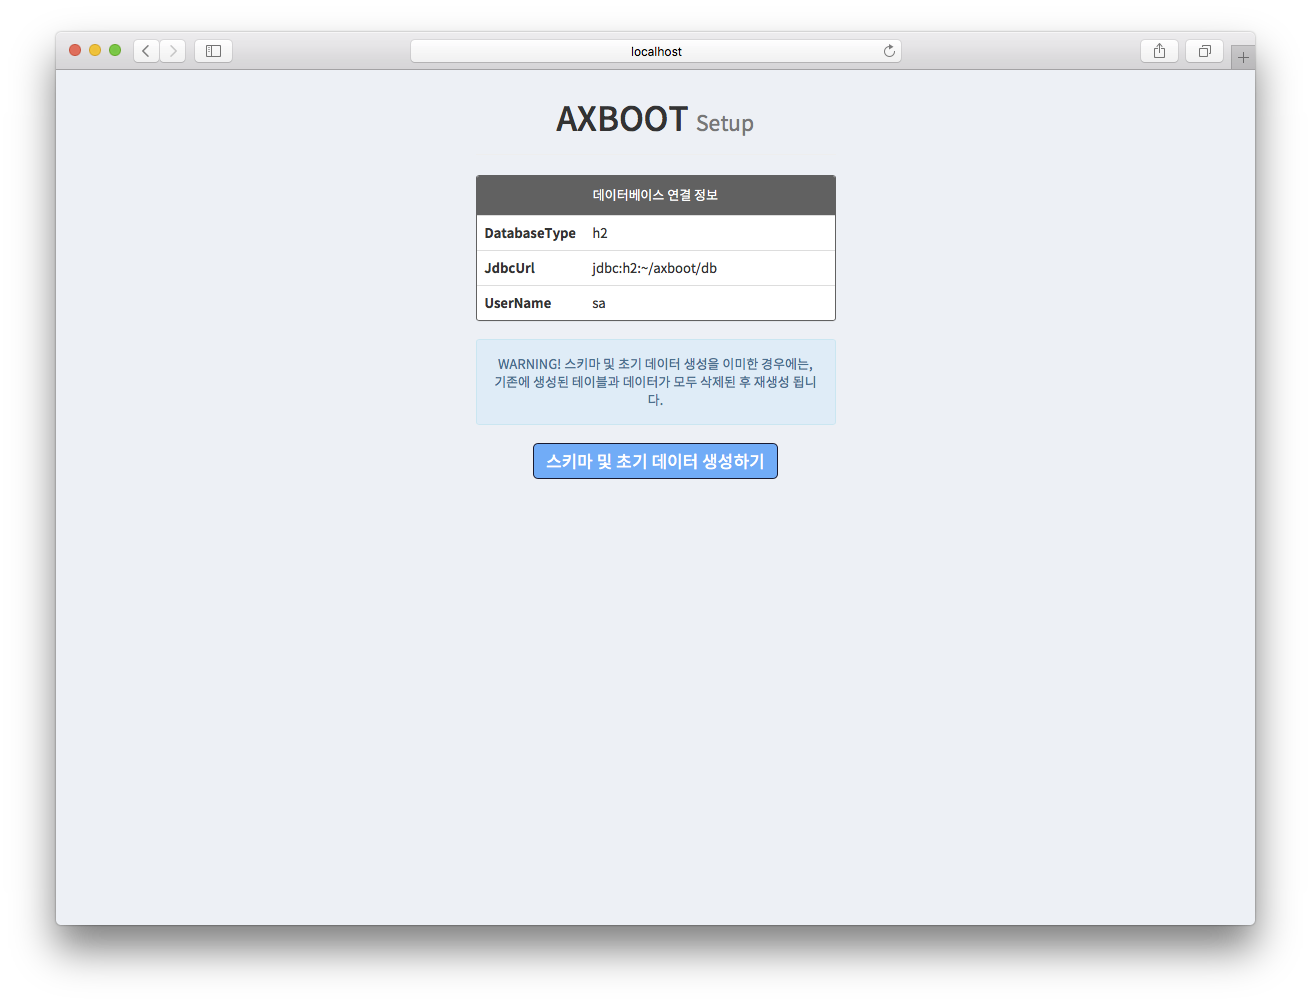 localhost
AXBOOT Setup
데이터베이스 연결 정보
DatabaseType h2
JdbcUrl jdbc:h2:~/axboot/db
UserName sa
WARNING! 스키마 및 초기 데이터 생성을 이미한 경우에는,
기존에 생성된 테이블과 데이터가 모두 삭제된 후 재생성 됩니
다.
스키마 및 초기 데이터 생성하기